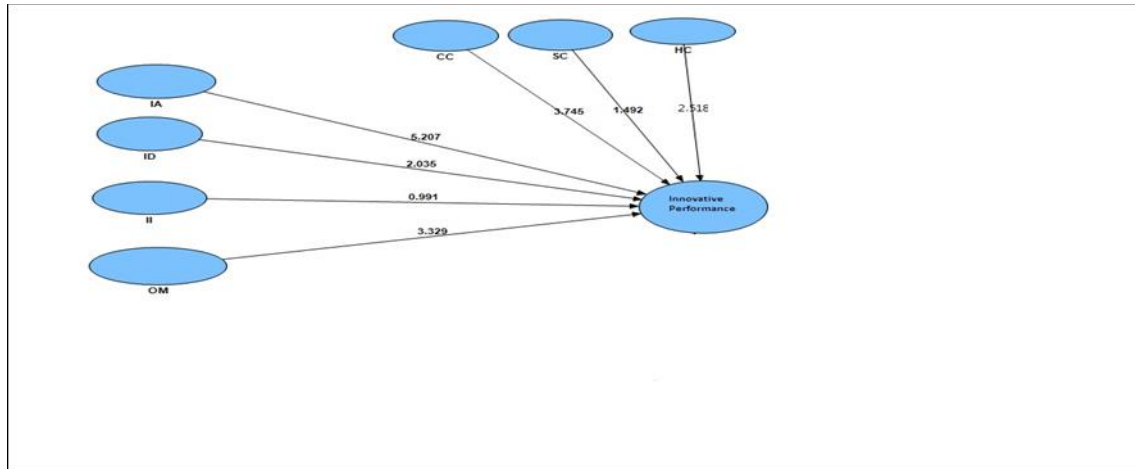 CC
SC
HC
IA
3.745
1.492
2.518
5.207
ID
2.035
II
0.991
Innovative
Performance
3.329
OM